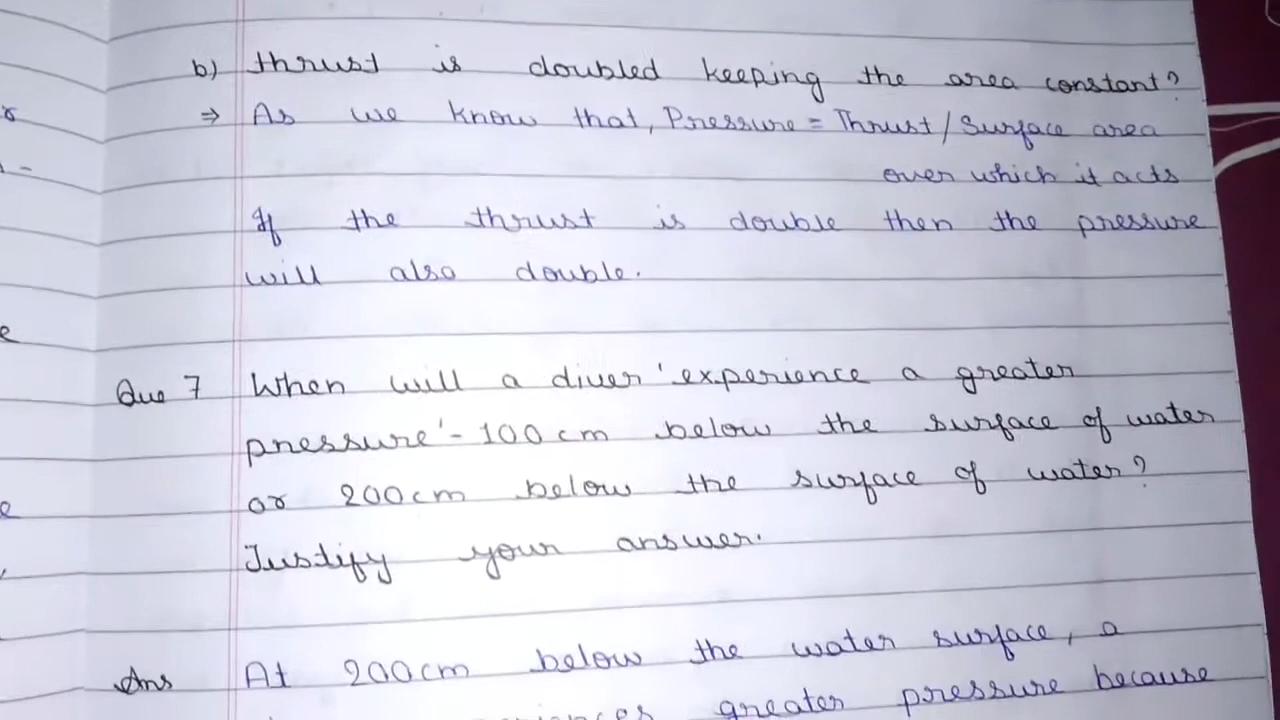 b) thrust is doubled keeping the area constant?
⇒ As we know that, Pressure = Thrust / Surface area
over which it acts
If the thrust is double then the pressure
will also double.
Que 7 When will a diver 'experience a greater
pressure' - 100 cm below the surface of water
or 200 cm below the surface of water?
Justify your answer.
Ans At 200cm below the water surface, a
greater pressure because